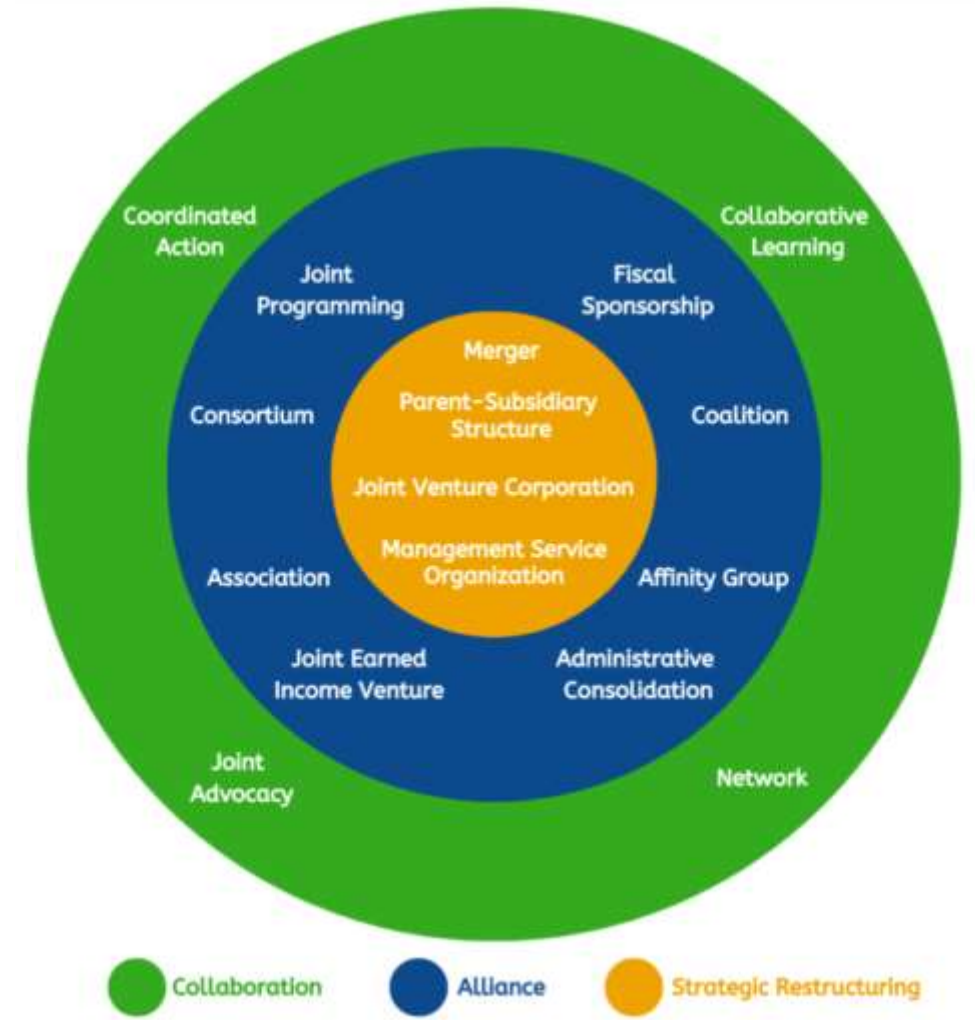 Coordinated
Action
Collaborative
Learning
Joint
Programming
Fiscal
Sponsorship
Merger
Parent-Subsidiary
Structure
Consortium
Coalition
Joint Venture Corporation
Management Service
Organization
Association
Affinity Group
Joint Earned
Income Venture
Administrative
Consolidation
Joint
Advocacy
Network
Collaboration
Alliance
Strategic Restructuring